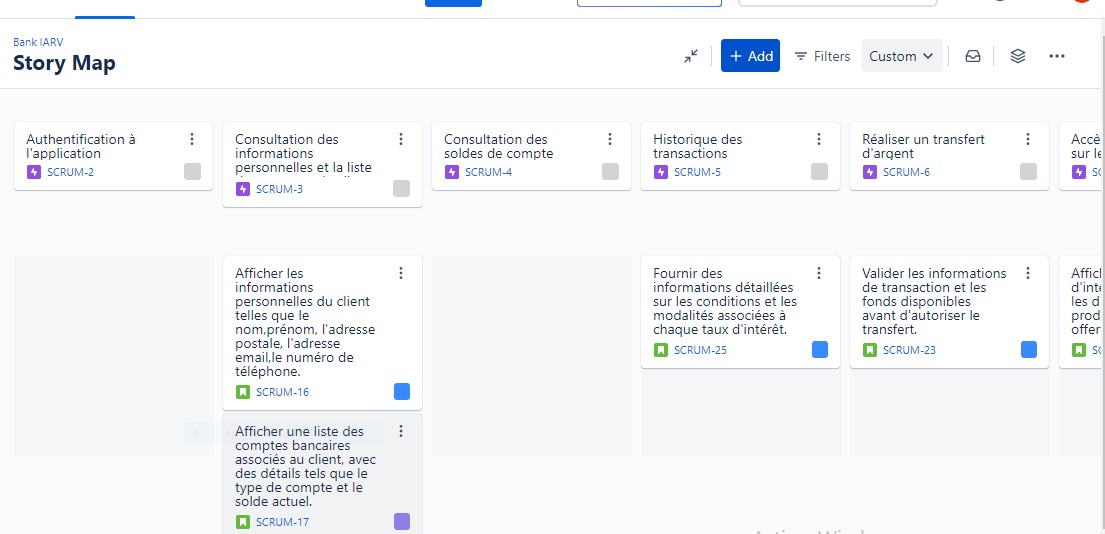 Bank IARV
Story Map
+ Add
Filters
Custom
Authentification à
l'application
SCRUM-2
Consultation des
informations
personnelles et la liste
SCRUM-3
Consultation des
soldes de compte
SCRUM-4
Historique des
transactions
SCRUM-5
Réaliser un transfert
d'argent
SCRUM-6
Accè
sur le
SC
Afficher les
informations
personnelles du client
telles que le
nom,prénom, l'adresse
postale, l'adresse
email,le numéro de
téléphone.
SCRUM-16
Afficher une liste des
comptes bancaires
associés au client, avec
des détails tels que le
type de compte et le
solde actuel.
SCRUM-17
Fournir des
informations détaillées
sur les conditions et les
modalités associées à
chaque taux d'intérêt.
SCRUM-25
Valider les informations
de transaction et les
fonds disponibles
avant d'autoriser le
transfert.
SCRUM-23
Affic
d'inté
les d
prod
offer
SC